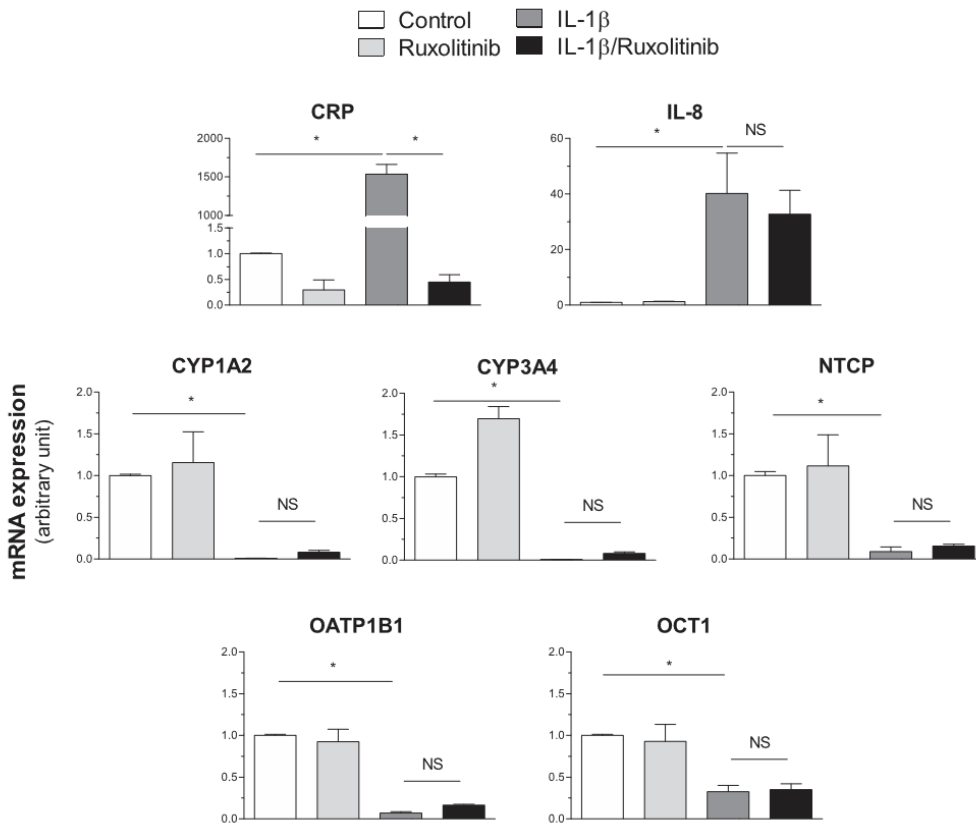 Control
IL-1β
Ruxolitinib
IL-1β/Ruxolitinib
CRP
2000
1500
1000
1.5
1.0
0.5
0.0
*
*
IL-8
60
40
20
0
*
NS
mRNA expression
(arbitrary unit)
CYP1A2
2.0
1.5
1.0
0.5
0.0
*
NS
CYP3A4
2.0
1.5
1.0
0.5
0.0
*
NS
NTCP
2.0
1.5
1.0
0.5
0.0
*
NS
OATP1B1
2.0
1.5
1.0
0.5
0.0
*
NS
OCT1
2.0
1.5
1.0
0.5
0.0
*
NS